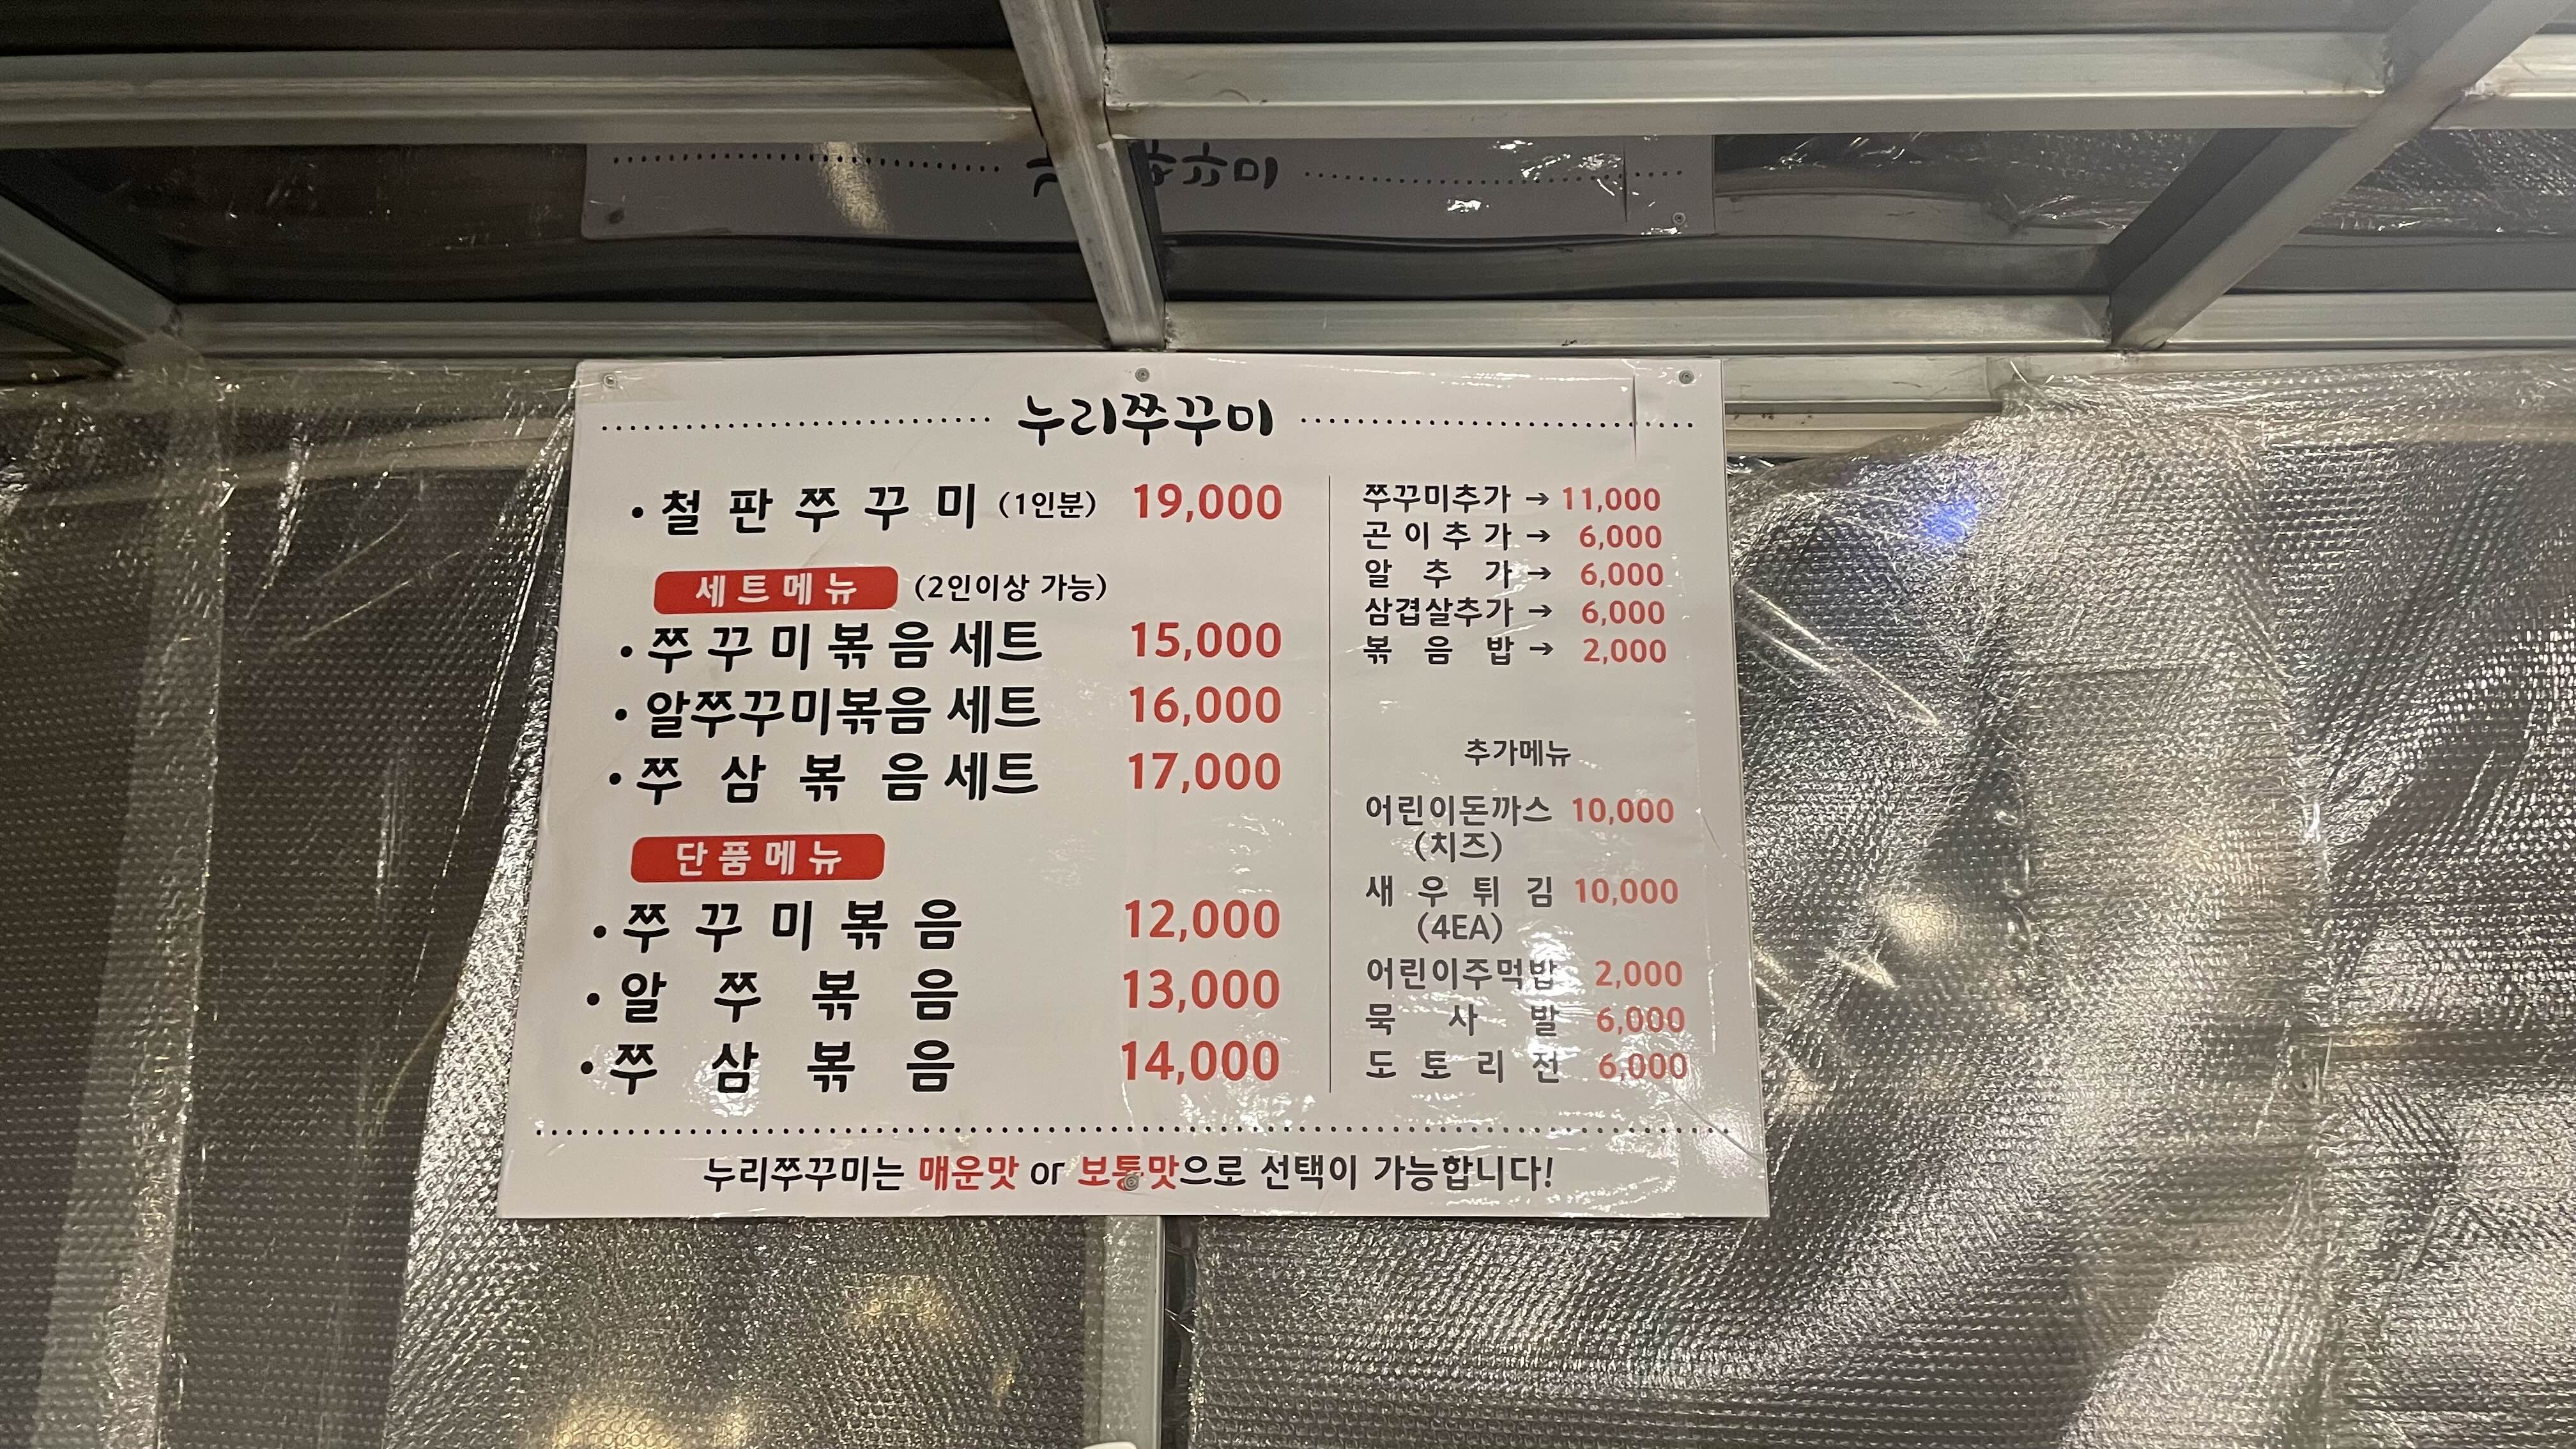 누리쭈꾸미
• 철판쭈꾸미 (1인분) 19,000
세트메뉴 (2인이상 가능)
• 쭈꾸미볶음세트 15,000
• 알쭈꾸미볶음세트 16,000
• 쭈삼볶음세트 17,000
단품메뉴
• 쭈꾸미볶음 12,000
• 알쭈볶음 13,000
• 쭈삼볶음 14,000
쭈꾸미추가 → 11,000
곤이추가 → 6,000
알추가 → 6,000
삼겹살추가 → 6,000
볶음밥 → 2,000
추가메뉴
어린이돈까스 10,000
(치즈)
새우튀김 10,000
(4EA)
어린이주먹밥 2,000
묵사발 6,000
도토리전 6,000
누리쭈꾸미는 매운맛 or 보통맛으로 선택이 가능합니다!